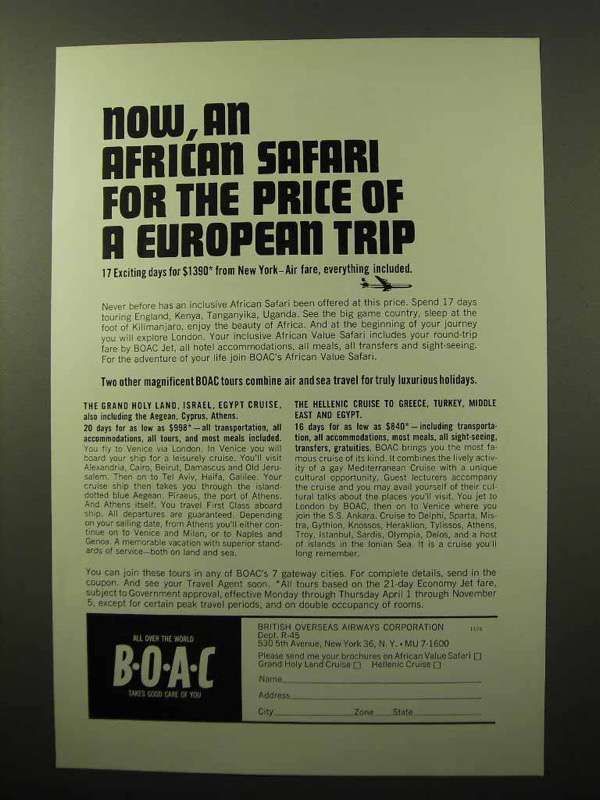 NOW, AN
AFRICAN SAFARI
FOR THE PRICE OF
A EUROPEAN TRIP
17 Exciting days for $1390* from New York—Air fare, everything included.
Never before has an inclusive African Safari been offered at this price. Spend 17 days
touring England, Kenya, Tanganyika, Uganda. See the big game country, sleep at the
foot of Kilimanjaro, enjoy the beauty of Africa. And at the beginning of your journey
you will explore London. Your inclusive African Value Safari includes your round-trip
fare by BOAC Jet, all hotel accommodations, all meals, all transfers and sight-seeing.
For the adventure of your life join BOAC's African Value Safari.
Two other magnificent BOAC tours combine air and sea travel for truly luxurious holidays.
THE GRAND HOLY LAND, ISRAEL, EGYPT CRUISE,
also including the Aegean, Cyprus, Athens.
20 days for as low as $998*—all transportation, all
accommodations, all tours, and most meals included.
You fly to Venice via London. In Venice you will
board your ship for a leisurely cruise. You'll visit
Alexandria, Cairo, Beirut, Damascus and Old Jeru-
salem. Then on to Tel Aviv, Haifa, Galilee. Your
cruise ship then takes you through the island-
dotted blue Aegean. Piraeus, the port of Athens.
And Athens itself. You travel First Class aboard
ship. All departures are guaranteed. Depending
on your sailing date, from Athens you'll either con-
tinue on to Venice and Milan, or to Naples and
Genoa. A memorable vacation with superior stand-
ards of service—both on land and sea.
THE HELLENIC CRUISE TO GREECE, TURKEY, MIDDLE
EAST AND EGYPT.
16 days for as low as $840*—including transporta-
tion, all accommodations, most meals, all sight-seeing,
transfers, gratuities. BOAC brings you the most fa-
mous cruise of its kind. It combines the lively activ-
ity of a gay Mediterranean Cruise with a unique
cultural opportunity. Guest lecturers accompany
the cruise and you may avail yourself of their cul-
tural talks about the places you'll visit. You jet to
London by BOAC, then on to Venice where you
join the S.S. Ankara. Cruise to Delphi, Sparta, Mis-
tra, Gythion, Knossos, Heraklion, Tylissos, Athens,
Troy, Istanbul, Sardis, Olympia, Delos, and a host
of islands in the Ionian Sea. It is a cruise you'll
long remember.
You can join these tours in any of BOAC's 7 gateway cities. For complete details, send in the
coupon. And see your Travel Agent soon. *All tours based on the 21-day Economy Jet fare,
subject to Government approval, effective Monday through Thursday April 1 through November
5, except for certain peak travel periods, and on double occupancy of rooms.
ALL OVER THE WORLD
B·O·A·C
TAKES GOOD CARE OF YOU
BRITISH OVERSEAS AIRWAYS CORPORATION
Dept. R-45
530 5th Avenue, New York 36, N. Y. • MU 7-1600
Please send me your brochures on African Value Safari □
Grand Holy Land Cruise □ Hellenic Cruise □
Name
Address
City Zone State